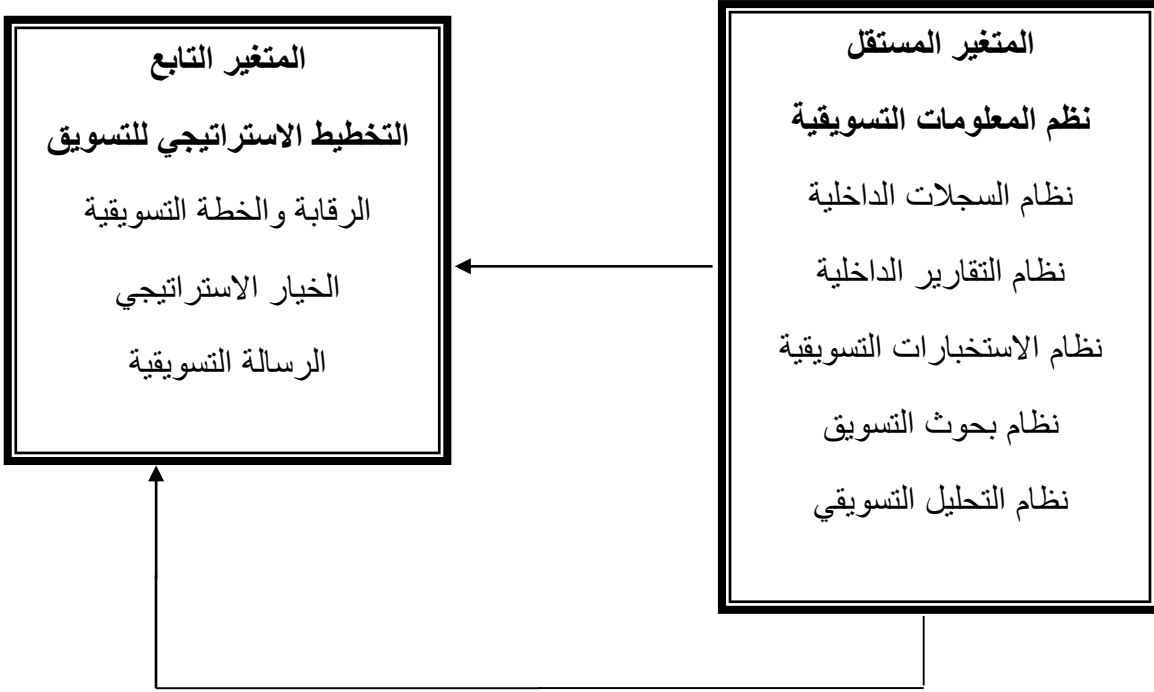 المتغير المستقل
نظم المعلومات التسويقية
نظام السجلات الداخلية
نظام التقارير الداخلية
نظام الاستخبارات التسويقية
نظام بحوث التسويق
نظام التحليل التسويقي
المتغير التابع
التخطيط الاستراتيجي للتسويق
الرقابة والخطة التسويقية
الخيار الاستراتيجي
الرسالة التسويقية